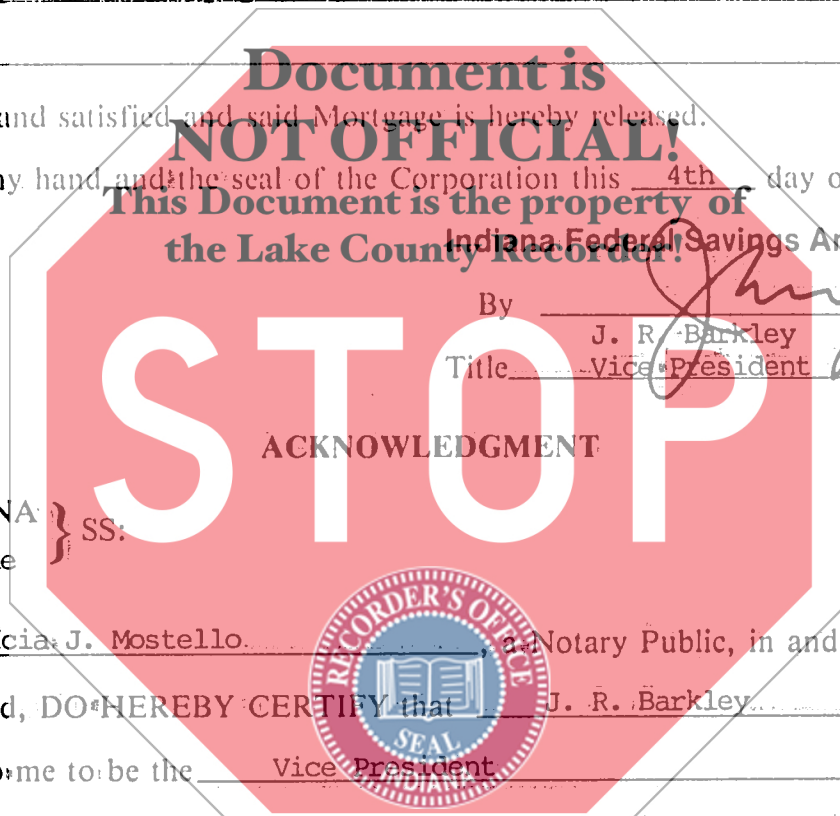 Document is
and satisfied and said Mortgage is hereby released.
NOT OFFICIAL!
hand and the seal of the Corporation this 4th day
This Document is the property of
the Lake County Recorder!
Indiana Federal Savings
By
J. R. Barkley
Title Vice President
STOP
ACKNOWLEDGMENT
NA
} SS:
e
cia J. Mostello, a Notary Public, in and
d, DO HEREBY CERTIFY that J. R. Barkley
me to be the Vice President
RECORDER'S OFFICE
SEAL
INDIANA